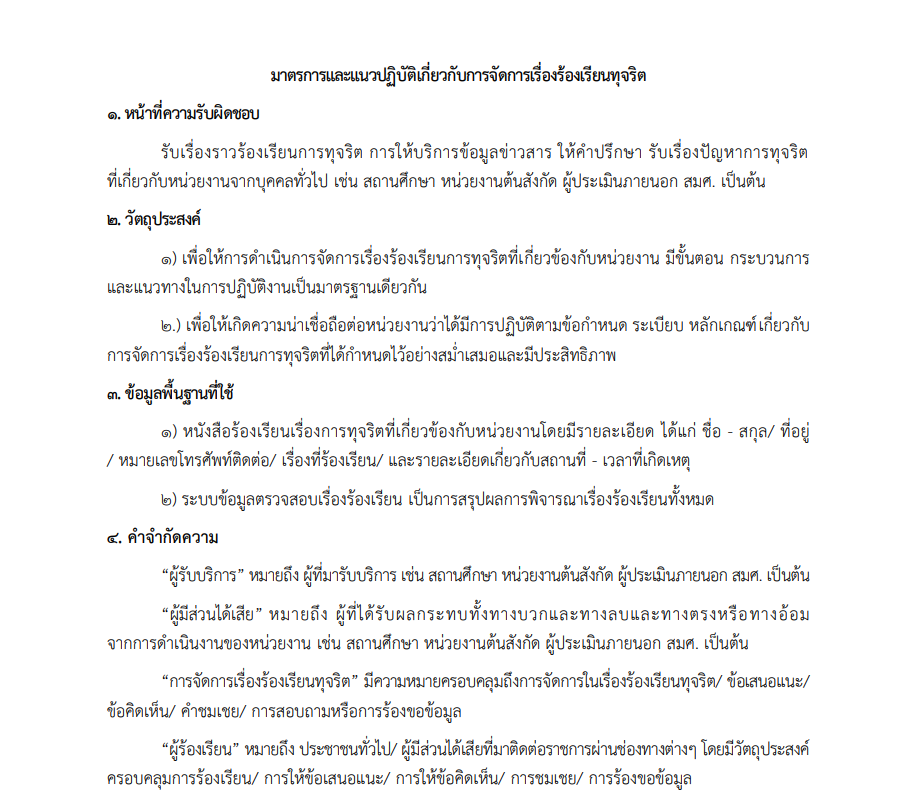 มาตรการและแนวปฏิบัติเกี่ยวกับการจัดการเรื่องร้องเรียนทุจริต
๑. หน้าที่ความรับผิดชอบ
รับเรื่องราวร้องเรียนการทุจริต การให้บริการข้อมูลข่าวสาร ให้คำปรึกษา รับเรื่องปัญหาการทุจริต
ที่เกี่ยวกับหน่วยงานจากบุคคลทั่วไป เช่น สถานศึกษา หน่วยงานต้นสังกัด ผู้ประเมินภายนอก สมศ. เป็นต้น
๒. วัตถุประสงค์
๑) เพื่อให้การดำเนินการจัดการเรื่องร้องเรียนการทุจริตที่เกี่ยวข้องกับหน่วยงาน มีขั้นตอน กระบวนการ
และแนวทางในการปฏิบัติงานเป็นมาตรฐานเดียวกัน
๒.) เพื่อให้เกิดความน่าเชื่อถือต่อหน่วยงานว่าได้มีการปฏิบัติตามข้อกำหนด ระเบียบ หลักเกณฑ์เกี่ยวกับ
การจัดการเรื่องร้องเรียนการทุจริตที่ได้กำหนดไว้อย่างสม่ำเสมอและมีประสิทธิภาพ
๓. ข้อมูลพื้นฐานที่ใช้
๑) หนังสือร้องเรียนเรื่องการทุจริตที่เกี่ยวข้องกับหน่วยงานโดยมีรายละเอียด ได้แก่ ชื่อ - สกุล/ ที่อยู่
/ หมายเลขโทรศัพท์ติดต่อ/ เรื่องที่ร้องเรียน/ และรายละเอียดเกี่ยวกับสถานที่ - เวลาที่เกิดเหตุ
๒) ระบบข้อมูลตรวจสอบเรื่องร้องเรียน เป็นการสรุปผลการพิจารณาเรื่องร้องเรียนทั้งหมด
๔. คำจำกัดความ
“ผู้รับบริการ” หมายถึง ผู้ที่มารับบริการ เช่น สถานศึกษา หน่วยงานต้นสังกัด ผู้ประเมินภายนอก สมศ. เป็นต้น
“ผู้มีส่วนได้เสีย” หมายถึง ผู้ที่ได้รับผลกระทบทั้งทางบวกและทางลบและทางตรงหรือทางอ้อม
จากการดำเนินงานของหน่วยงาน เช่น สถานศึกษา หน่วยงานต้นสังกัด ผู้ประเมินภายนอก สมศ. เป็นต้น
“การจัดการเรื่องร้องเรียนทุจริต” มีความหมายครอบคลุมถึงการจัดการในเรื่องร้องเรียนทุจริต/ ข้อเสนอแนะ/
ข้อคิดเห็น/ คำชมเชย/ การสอบถามหรือการร้องขอข้อมูล
“ผู้ร้องเรียน” หมายถึง ประชาชนทั่วไป/ ผู้มีส่วนได้เสียที่มาติดต่อราชการผ่านช่องทางต่างๆ โดยมีวัตถุประสงค์
ครอบคลุมการร้องเรียน/ การให้ข้อเสนอแนะ/ การให้ข้อคิดเห็น/ การชมเชย/ การร้องขอข้อมูล